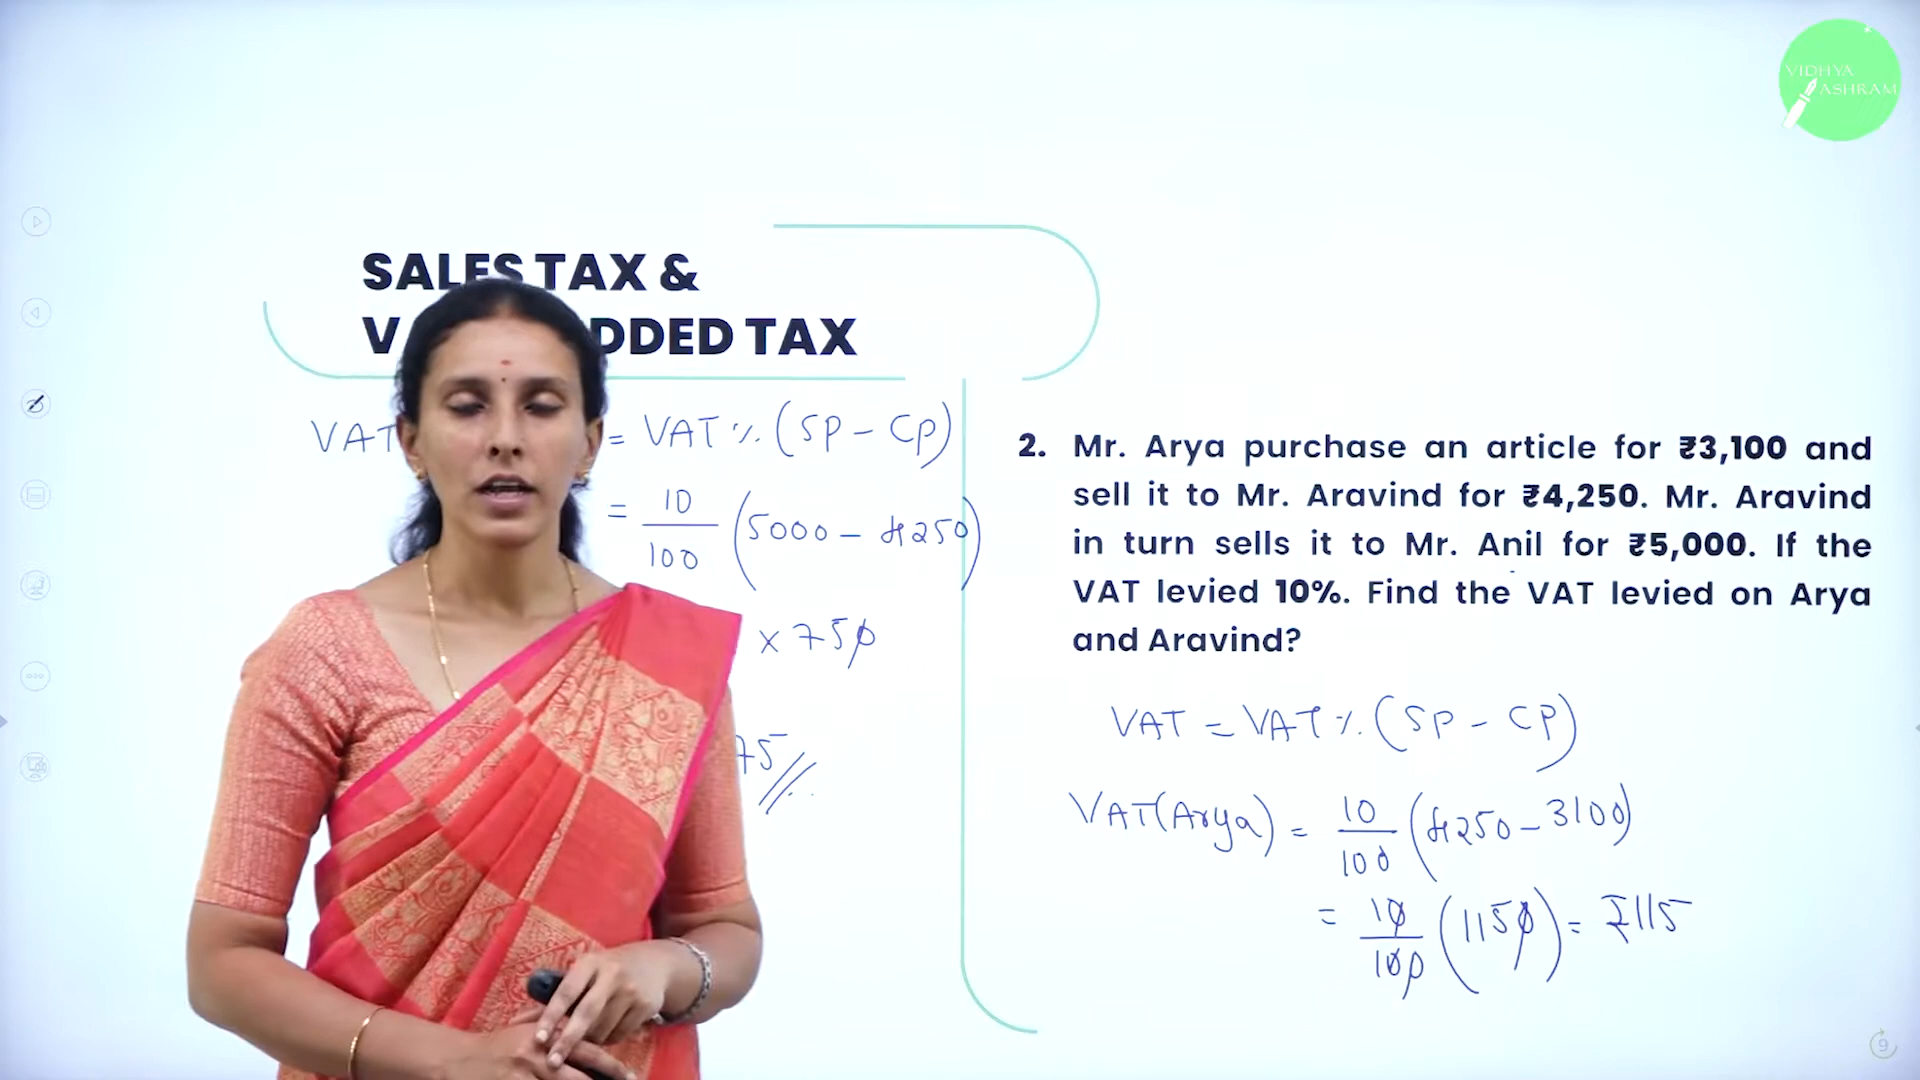 VIDHYA
ASHRAM
SALES TAX &
DDED TAX
VAT = VAT % (SP - CP)
= 10/100 (5000 - 4250)
x 750
75
2. Mr. Arya purchase an article for ₹3,100 and
sell it to Mr. Aravind for ₹4,250. Mr. Aravind
in turn sells it to Mr. Anil for ₹5,000. If the
VAT levied 10%. Find the VAT levied on Arya
and Aravind?
VAT = VAT % (SP - CP)
VAT(Arya) = 10/100 (4250 - 3100)
= 10/100 (1150) = ₹115
9